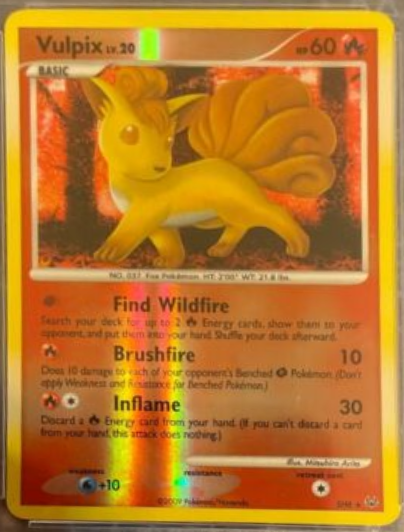 Vulpix LV.20 HP 60
BASIC
NO. 037 Fox Pokémon HT: 2'00" WT: 21.8 lbs.
Find Wildfire
Search your deck for up to 2 Energy cards, show them to your
opponent, and put them into your hand. Shuffle your deck afterward.
Brushfire 10
Does 10 damage to each of your opponent's Benched Pokémon. (Don't
apply Weakness and Resistance for Benched Pokémon.)
Inflame 30
Discard a Energy card from your hand. (If you can't discard a
card from your hand, this attack does nothing.)
Illus. Mitsuhiro Arita
weakness resistance retreat cost
+10
©2009 Pokémon/Nintendo